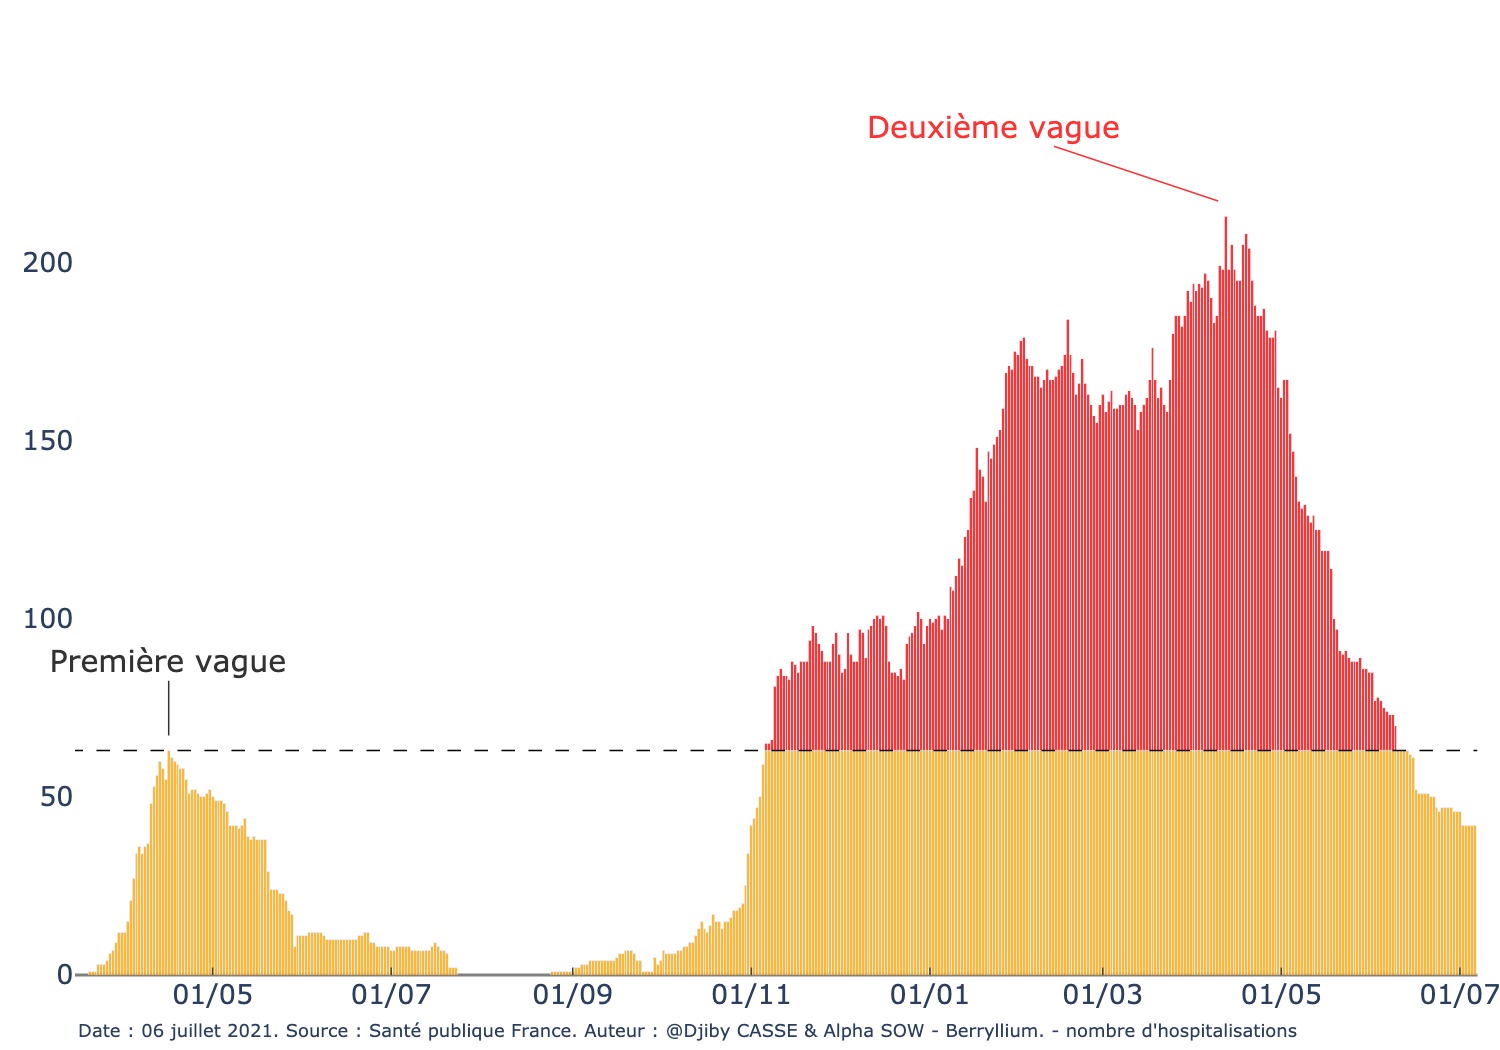 Deuxième vague
200
150
100
Première vague
50
0
01/05 01/07 01/09 01/11 01/01 01/03 01/05 01/07
Date : 06 juillet 2021. Source : Santé publique France. Auteur : @Djiby CASSE & Alpha SOW - Berryllium. - nombre d'hospitalisations